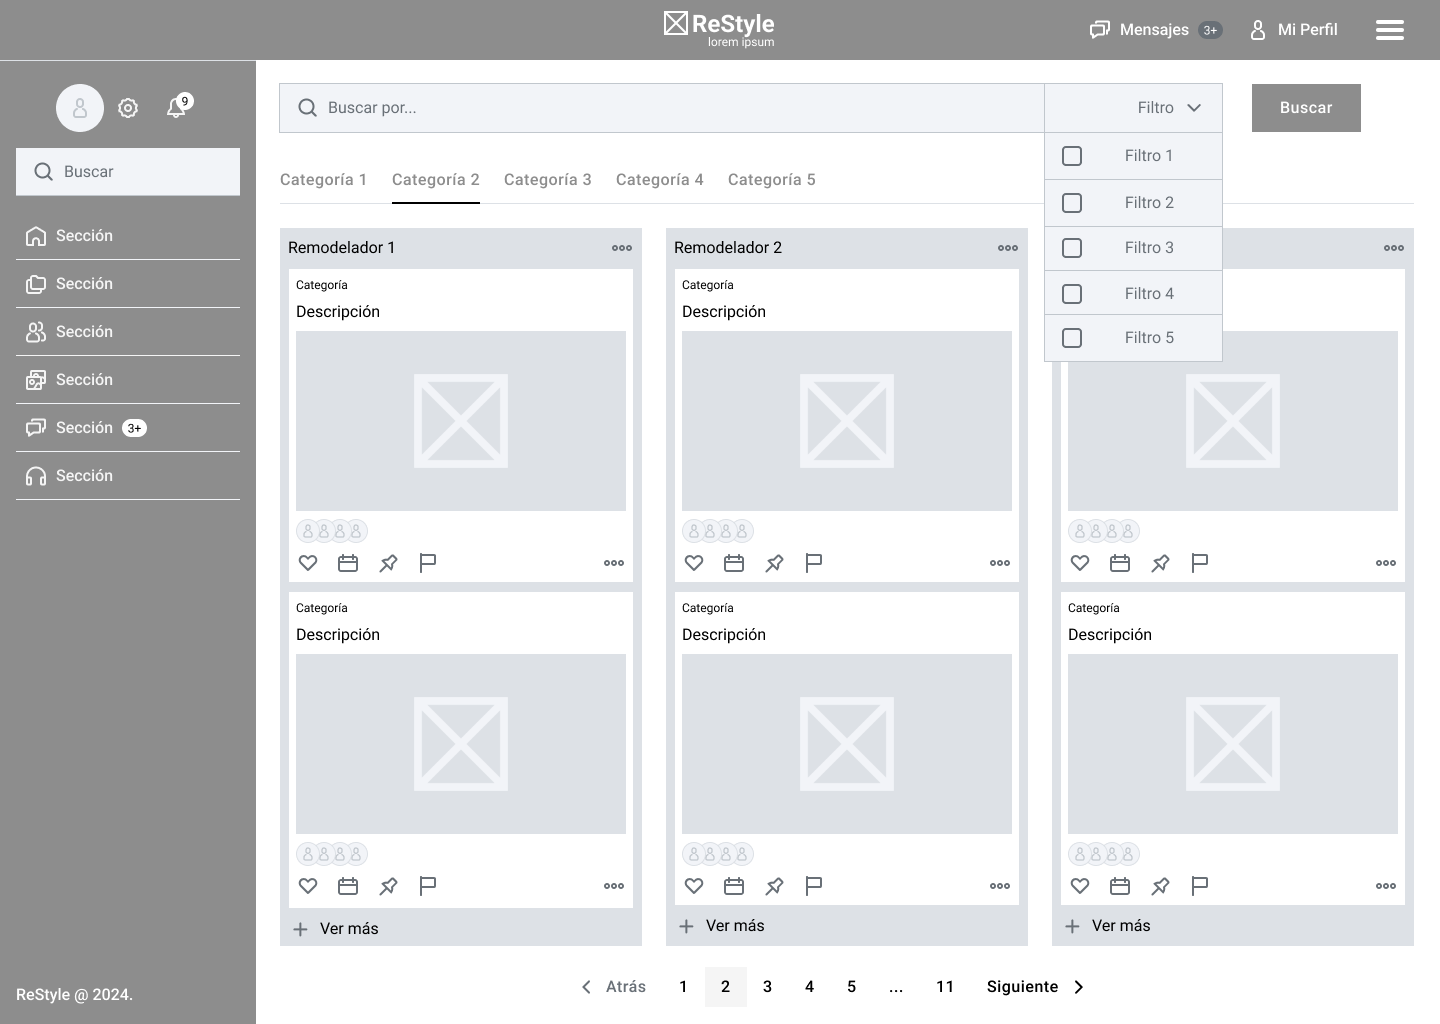 ReStyle
lorem ipsum
Mensajes 3+
Mi Perfil
9
Buscar
Sección
Sección
Sección
Sección
Sección 3+
Sección
ReStyle @ 2024.
Buscar por...
Filtro
Buscar
Filtro 1
Filtro 2
Filtro 3
Filtro 4
Filtro 5
Categoría 1
Categoría 2
Categoría 3
Categoría 4
Categoría 5
Remodelador 1
Categoría
Descripción
Categoría
Descripción
Ver más
Remodelador 2
Categoría
Descripción
Categoría
Descripción
Ver más
Categoría
Descripción
Ver más
Atrás 1 2 3 4 5 ... 11 Siguiente